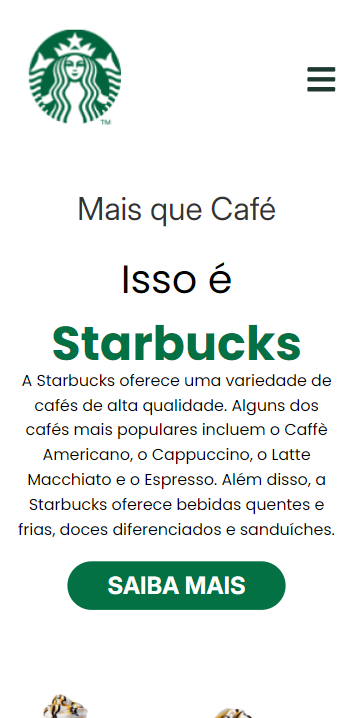 TM
Mais que Café
Isso é
Starbucks
A Starbucks oferece uma variedade de
cafés de alta qualidade. Alguns dos
cafés mais populares incluem o Caffè
Americano, o Cappuccino, o Latte
Macchiato e o Espresso. Além disso, a
Starbucks oferece bebidas quentes e
frias, doces diferenciados e sanduíches.
SAIBA MAIS